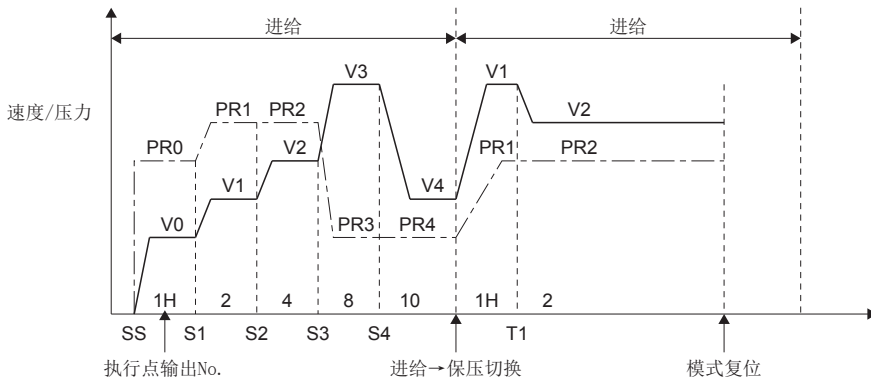 进给 进给
V3 V1
速度/压力 PR1 PR2 V2
PR0 V2 PR1 PR2
V1 V4
V0 PR3 PR4
1H 2 4 8 10 1H 2
SS S1 S2 S3 S4 T1
执行点输出No. 进给→保压切换 模式复位